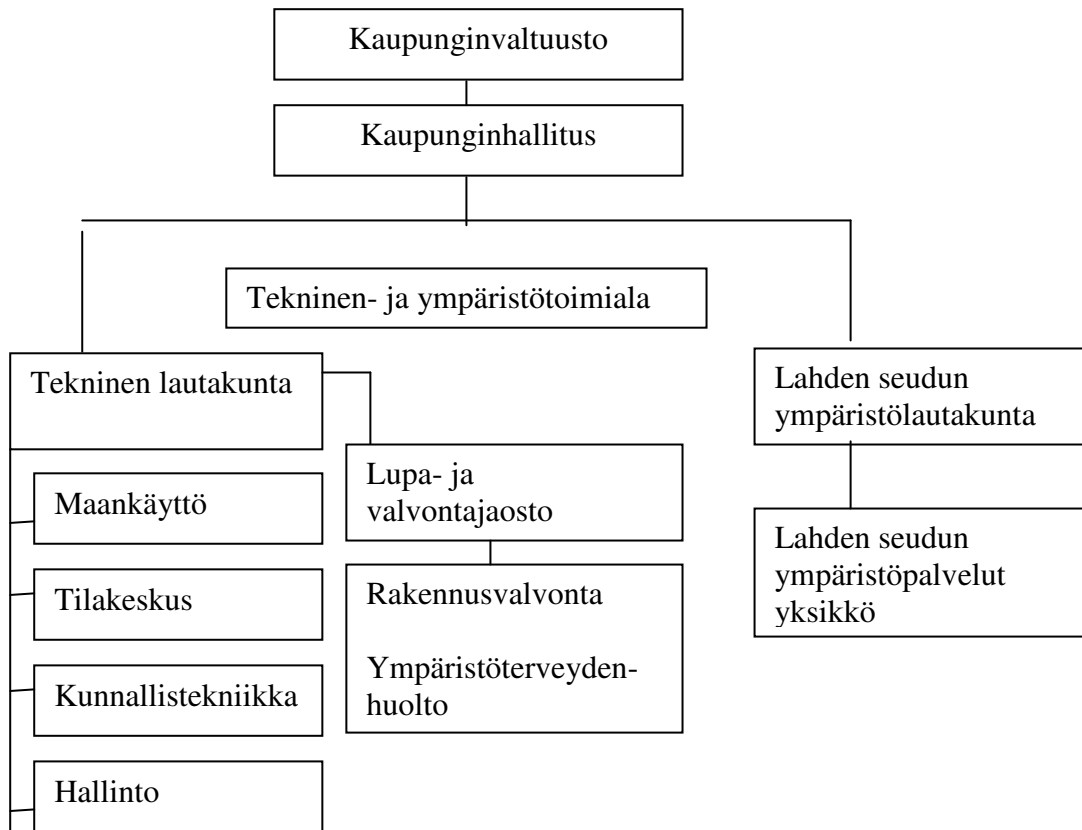 Kaupunginvaltuusto
Kaupunginhallitus
Tekninen- ja ympäristötoimiala
Tekninen lautakunta
Maankäyttö
Tilakeskus
Kunnallistekniikka
Hallinto
Lupa- ja
valvontajaosto
Rakennusvalvonta
Ympäristöterveyden-
huolto
Lahden seudun
ympäristölautakunta
Lahden seudun
ympäristöpalvelut
yksikkö